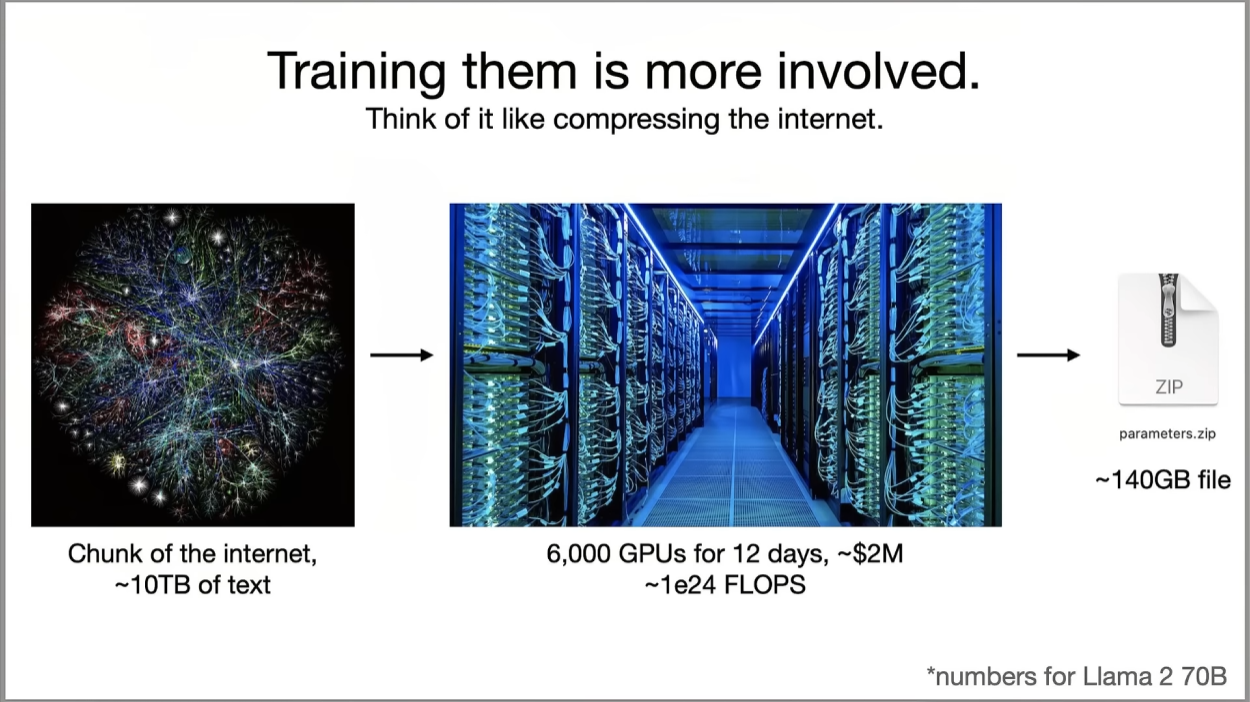 Training them is more involved.
Think of it like compressing the internet.
ZIP
parameters.zip
~140GB file
Chunk of the internet,
~10TB of text
6,000 GPUs for 12 days, ~$2M
~1e24 FLOPS
*numbers for Llama 2 70B